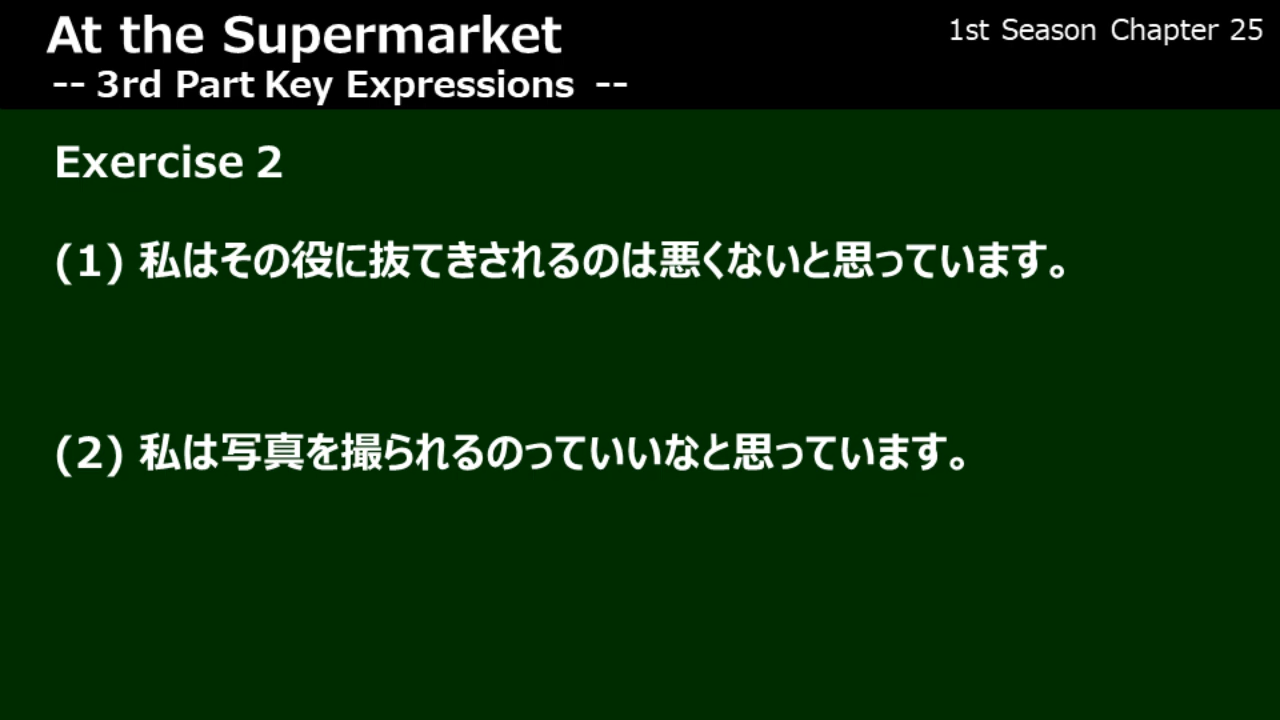 At the Supermarket
1st Season Chapter 25
-- 3rd Part Key Expressions --
Exercise 2
(1) 私はその役に抜てきされるのは悪くないと思っています。
(2) 私は写真を撮られるのっていいなと思っています。